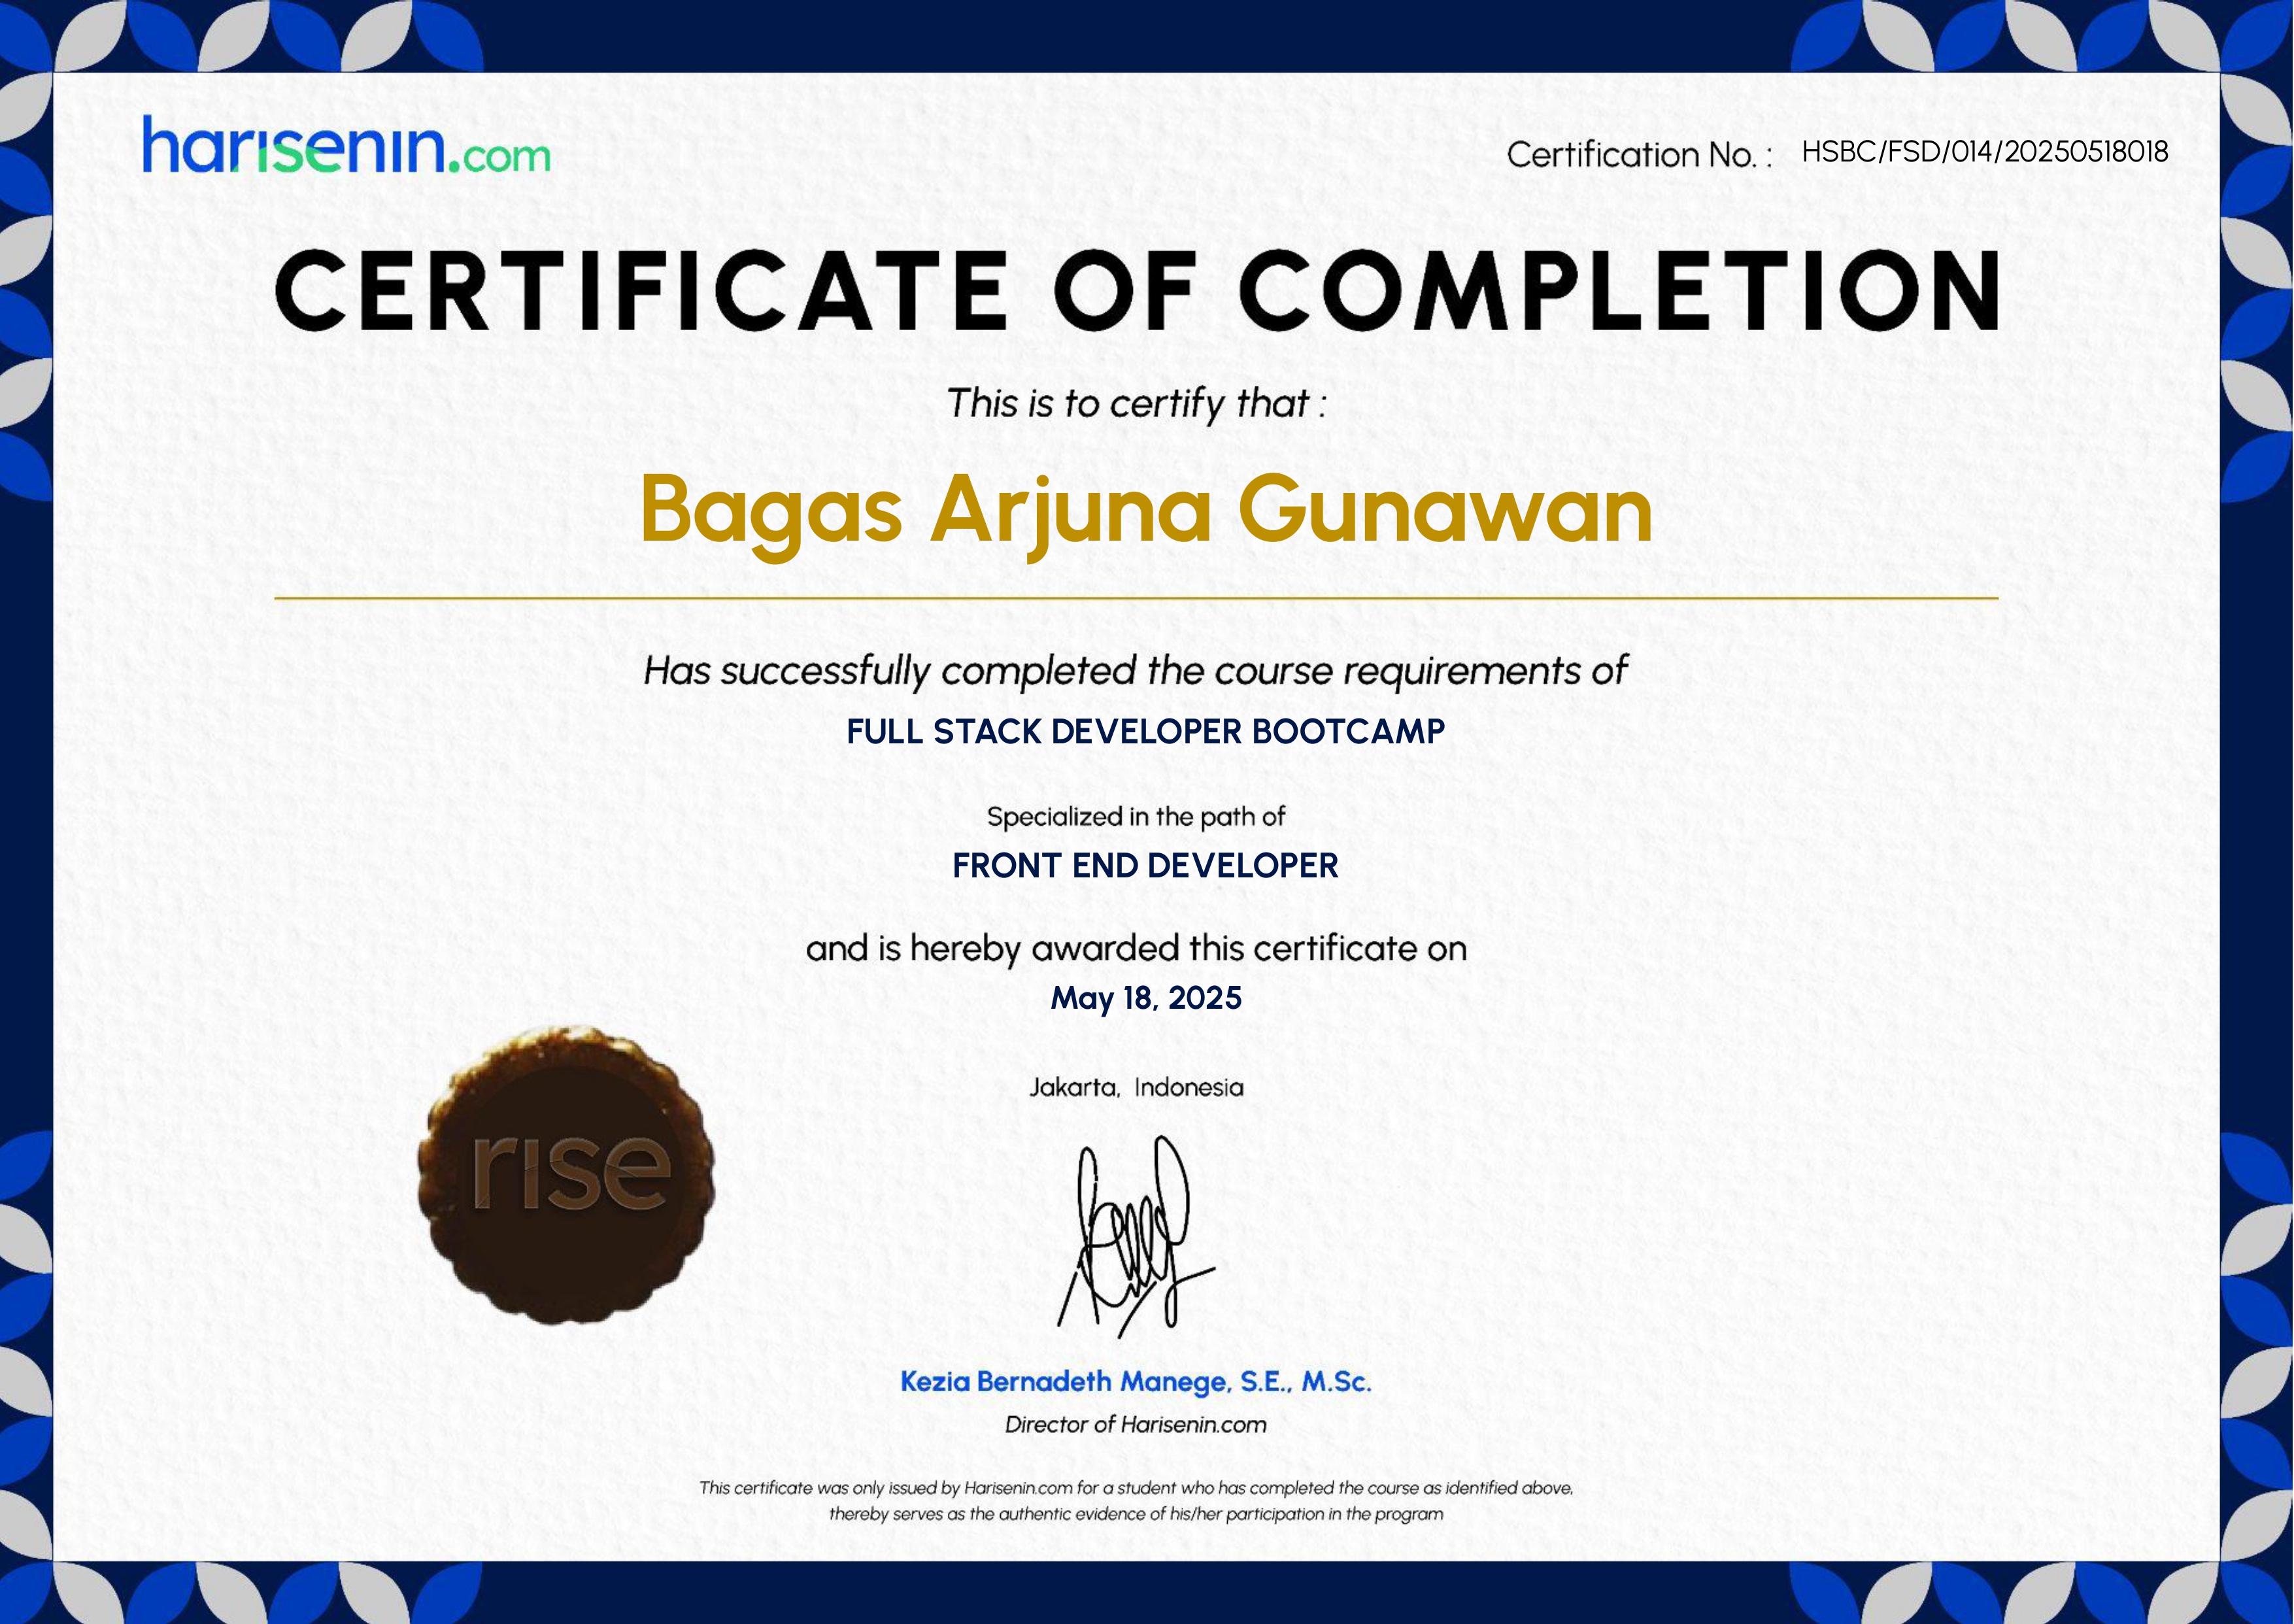 harisenin.com
Certification No. : HSBC/FSD/014/20250518018
CERTIFICATE OF COMPLETION
This is to certify that :
Bagas Arjuna Gunawan
Has successfully completed the course requirements of
FULL STACK DEVELOPER BOOTCAMP
Specialized in the path of
FRONT END DEVELOPER
and is hereby awarded this certificate on
May 18, 2025
Jakarta, Indonesia
rise
Kezia Bernadeth Manege, S.E., M.Sc.
Director of Harisenin.com
This certificate was only issued by Harisenin.com for a student who has completed the course as identified above,
thereby serves as the authentic evidence of his/her participation in the program